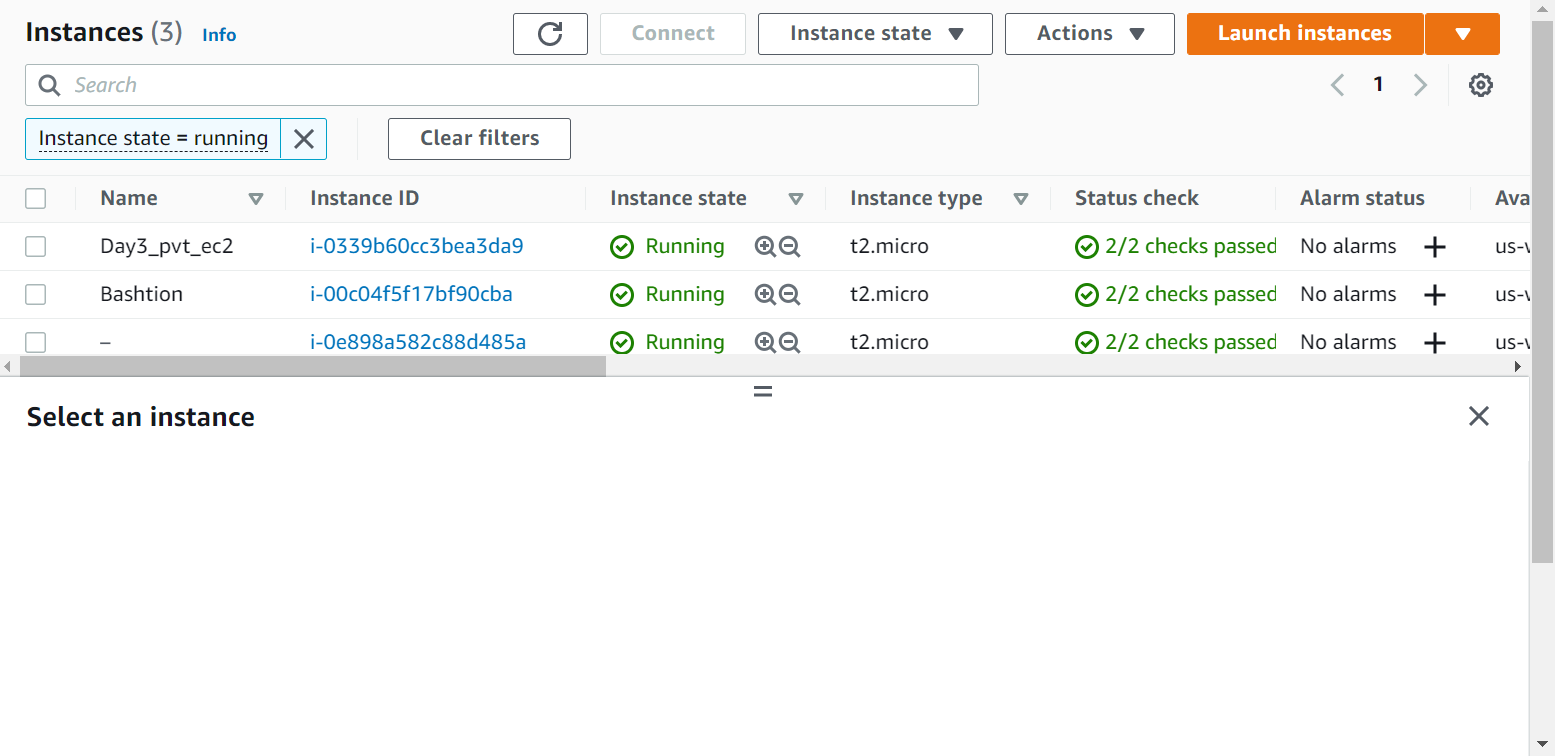 Instances (3) Info Connect Instance state Actions Launch instances
Search 1
Instance state = running Clear filters
Name Instance ID Instance state Instance type Status check Alarm status Ava
Day3_pvt_ec2 i-0339b60cc3bea3da9 Running t2.micro 2/2 checks passed No alarms us-w
Bashtion i-00c04f5f17bf90cba Running t2.micro 2/2 checks passed No alarms us-w
– i-0e898a582c88d485a Running t2.micro 2/2 checks passed No alarms us-w
Select an instance